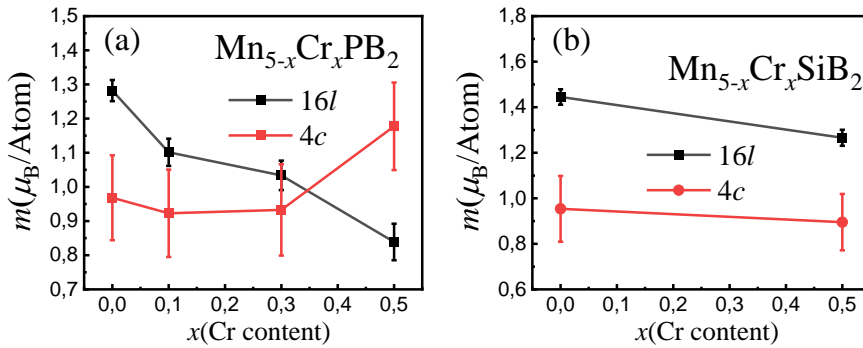 (a)
Mn5-xCrxPB2
16l
4c
1,5
1,4
1,3
1,2
1,1
1,0
0,9
0,8
0,7
m(μB/Atom)
0,0 0,1 0,2 0,3 0,4 0,5
x(Cr content)
(b)
Mn5-xCrxSiB2
16l
4c
1,8
1,6
1,4
1,2
1,0
0,8
0,6
m(μB/Atom)
0,0 0,1 0,2 0,3 0,4 0,5
x(Cr content)